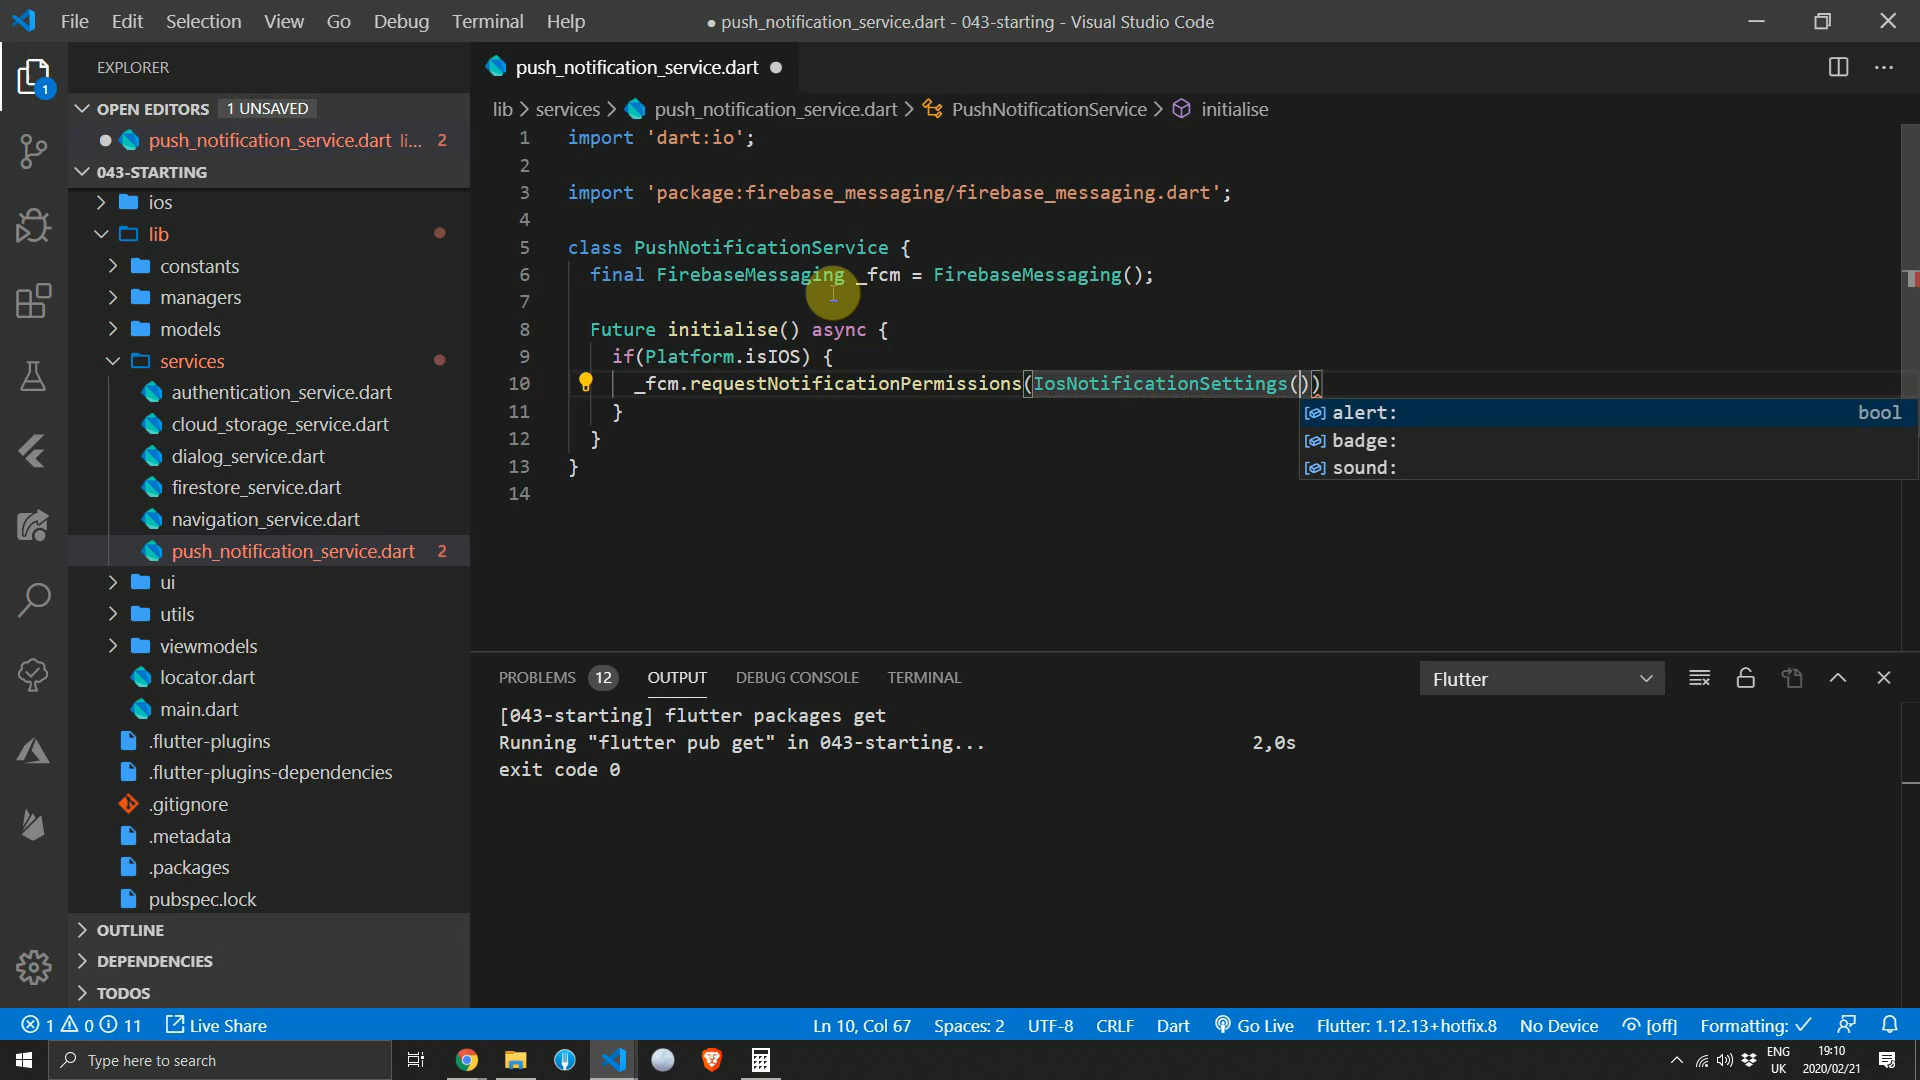 File Edit Selection View Go Debug Terminal Help
● push_notification_service.dart - 043-starting - Visual Studio Code
EXPLORER
OPEN EDITORS 1 UNSAVED
push_notification_service.dart li... 2
043-STARTING
ios
lib
constants
managers
models
services
authentication_service.dart
cloud_storage_service.dart
dialog_service.dart
firestore_service.dart
navigation_service.dart
push_notification_service.dart 2
ui
utils
viewmodels
locator.dart
main.dart
.flutter-plugins
.flutter-plugins-dependencies
.gitignore
.metadata
.packages
pubspec.lock
OUTLINE
DEPENDENCIES
TODOS
1
push_notification_service.dart
lib > services > push_notification_service.dart > PushNotificationService > initialise
1 import 'dart:io';
2
3 import 'package:firebase_messaging/firebase_messaging.dart';
4
5 class PushNotificationService {
6 final FirebaseMessaging _fcm = FirebaseMessaging();
7
8 Future initialise() async {
9 if(Platform.isIOS) {
10 _fcm.requestNotificationPermissions(IosNotificationSettings())
11 }
12 }
13 }
14
alert: bool
badge:
sound:
PROBLEMS 12 OUTPUT DEBUG CONSOLE TERMINAL
Flutter
[043-starting] flutter packages get
Running "flutter pub get" in 043-starting... 2,0s
exit code 0
1 0 11 Live Share
Ln 10, Col 67 Spaces: 2 UTF-8 CRLF Dart Go Live Flutter: 1.12.13+hotfix.8 No Device [off] Formatting: ✓
Type here to search
ENG
UK
19:10
2020/02/21